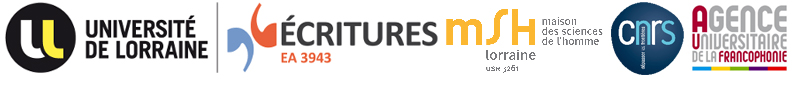 UNIVERSITÉ
DE LORRAINE
ÉCRITURES
EA 3943
mSH
maison
des sciences
de l'homme
lorraine
USR 3261
cnrs
AGENCE
UNIVERSITAIRE
DE LA FRANCOPHONIE